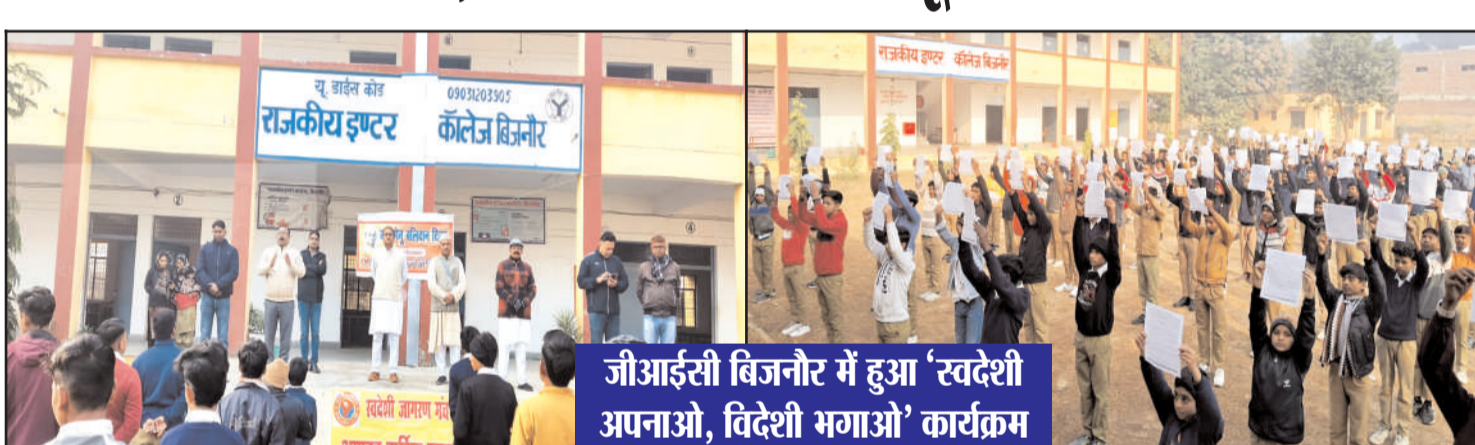 यू. डाईस कोड 09031203905
राजकीय इण्टर कॉलेज बिजनौर
बलिदान दि
स्वदेशी जागरण मंच
राजकीय इण्टर कॉलेज बिजनौर
जीआईसी बिजनौर में हुआ ‘स्वदेशी
अपनाओ, विदेशी भगाओ’ कार्यक्रम